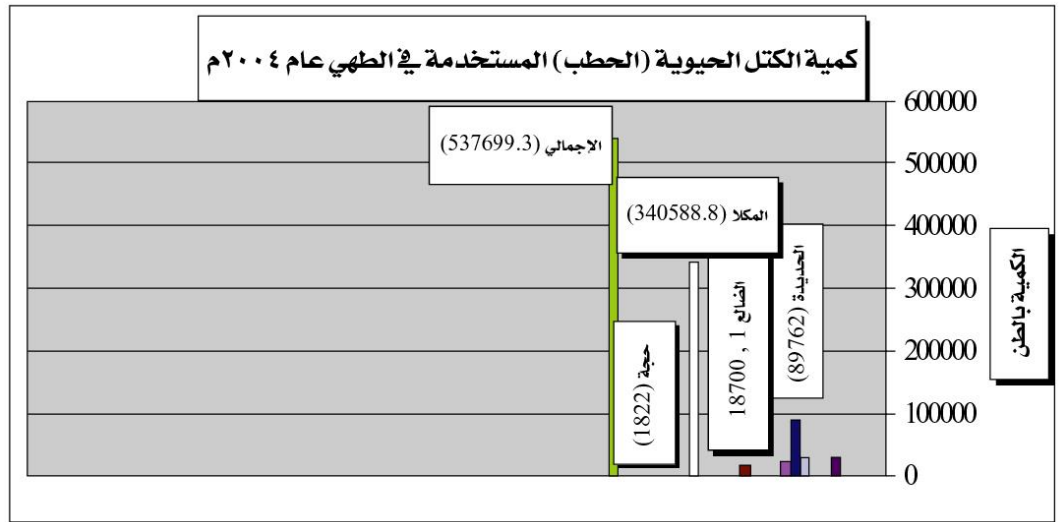 كمية الكتل الحيوية (الحطب) المستخدمة في الطهي عام ٢٠٠٤م
600000
500000
400000
300000
200000
100000
0
الكمية بالطن
الإجمالي (537699.3)
المكلا (340588.8)
الحديدة (89762)
الضالع 1 , 18700
حجة (1822)